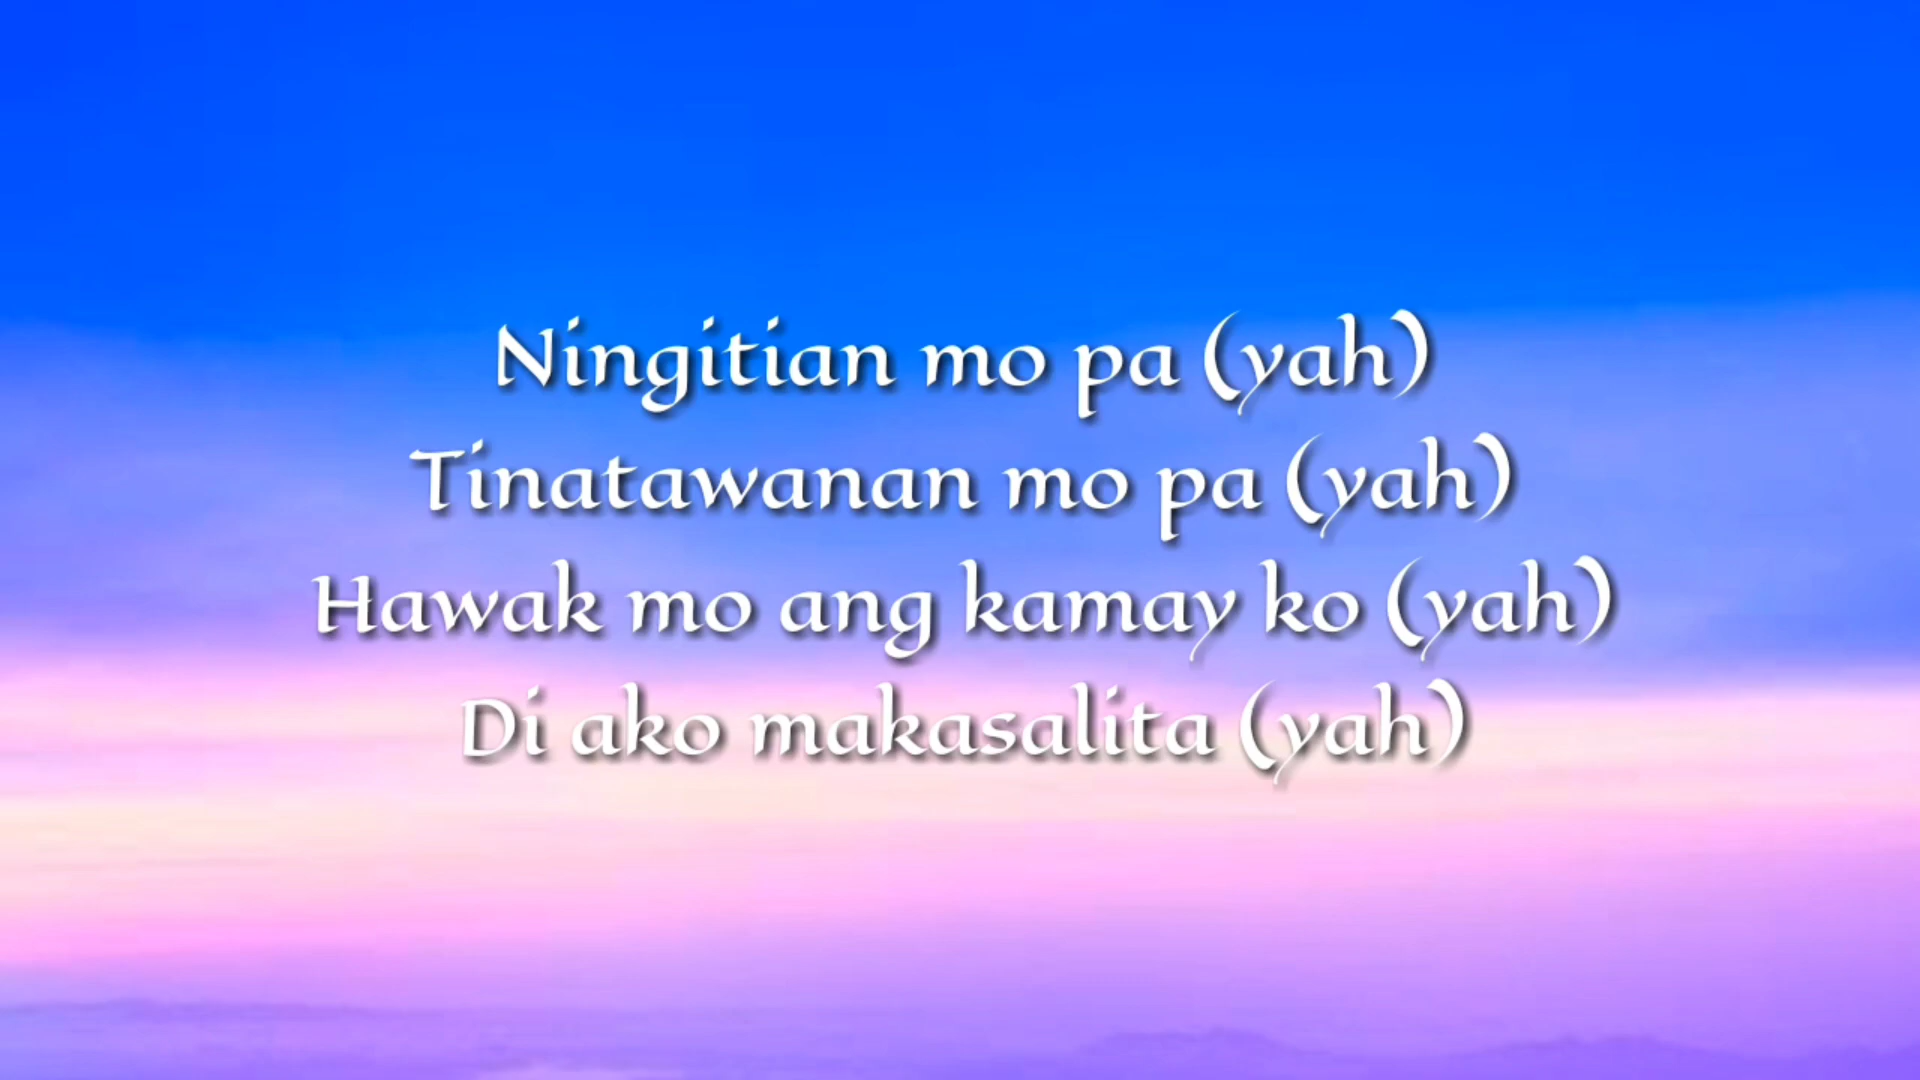 Ningitian mo pa (yah)
Tinatawanan mo pa (yah)
Hawak mo ang kamay ko (yah)
Di ako makasalita (yah)